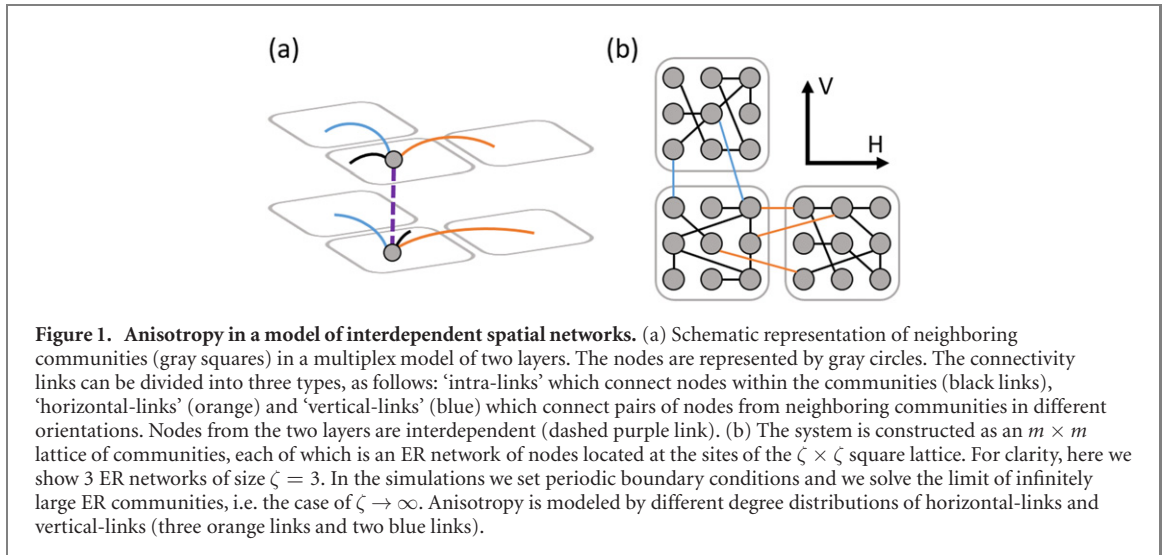 (a)
(b)
V
H
Figure 1. Anisotropy in a model of interdependent spatial networks. (a) Schematic representation of neighboring
communities (gray squares) in a multiplex model of two layers. The nodes are represented by gray circles. The connectivity
links can be divided into three types, as follows: ‘intra-links’ which connect nodes within the communities (black links),
‘horizontal-links’ (orange) and ‘vertical-links’ (blue) which connect pairs of nodes from neighboring communities in different
orientations. Nodes from the two layers are interdependent (dashed purple link). (b) The system is constructed as an m × m
lattice of communities, each of which is an ER network of nodes located at the sites of the ζ × ζ square lattice. For clarity, here we
show 3 ER networks of size ζ = 3. In the simulations we set periodic boundary conditions and we solve the limit of infinitely
large ER communities, i.e. the case of ζ → ∞. Anisotropy is modeled by different degree distributions of horizontal-links and
vertical-links (three orange links and two blue links).